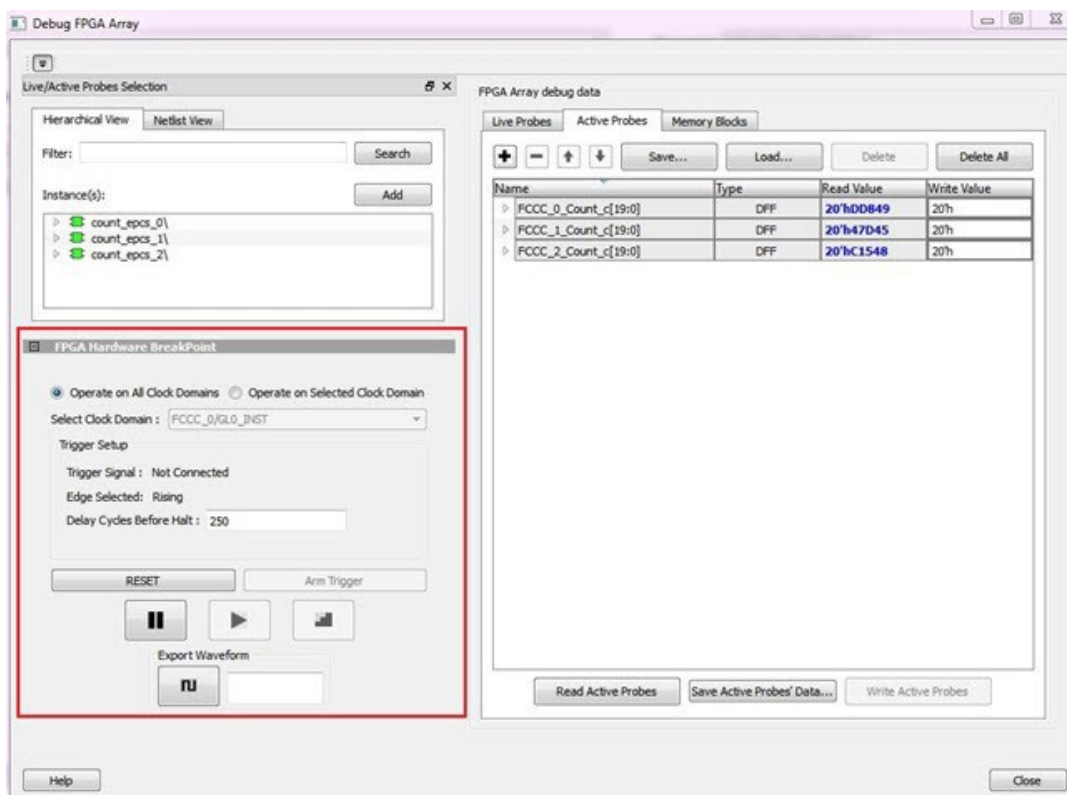 Debug FPGA Array
Live/Active Probes Selection
Hierarchical View Netlist View
Filter: Search
Instance(s): Add
count_epcs_0\
count_epcs_1\
count_epcs_2\
FPGA Hardware BreakPoint
Operate on All Clock Domains Operate on Selected Clock Domain
Select Clock Domain : FCCC_0/GL0_INST
Trigger Setup
Trigger Signal : Not Connected
Edge Selected: Rising
Delay Cycles Before Halt : 250
RESET Arm Trigger
Export Waveform
FPGA Array debug data
Live Probes Active Probes Memory Blocks
Save... Load... Delete Delete All
Name Type Read Value Write Value
FCCC_0_Count_c[19:0] DFF 20'hDDB49 20'h
FCCC_1_Count_c[19:0] DFF 20'h47D45 20'h
FCCC_2_Count_c[19:0] DFF 20'hC1548 20'h
Read Active Probes Save Active Probes' Data... Write Active Probes
Help Close